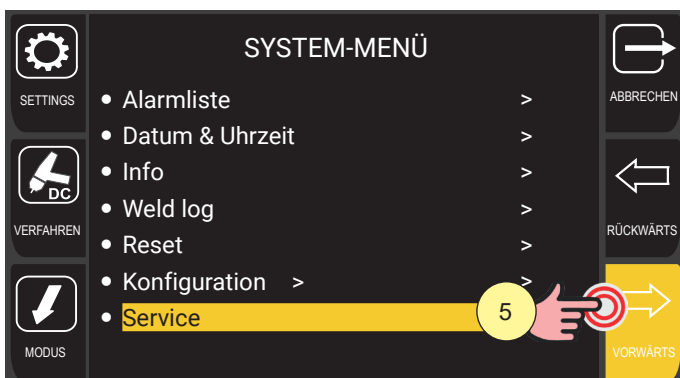 SYSTEM-MENÜ
SETTINGS
ABBRECHEN
• Alarmliste >
• Datum & Uhrzeit >
• Info >
DC
VERFAHREN
• Weld log >
RÜCKWÄRTS
• Reset >
• Konfiguration > >
• Service
5
MODUS
VORWÄRTS